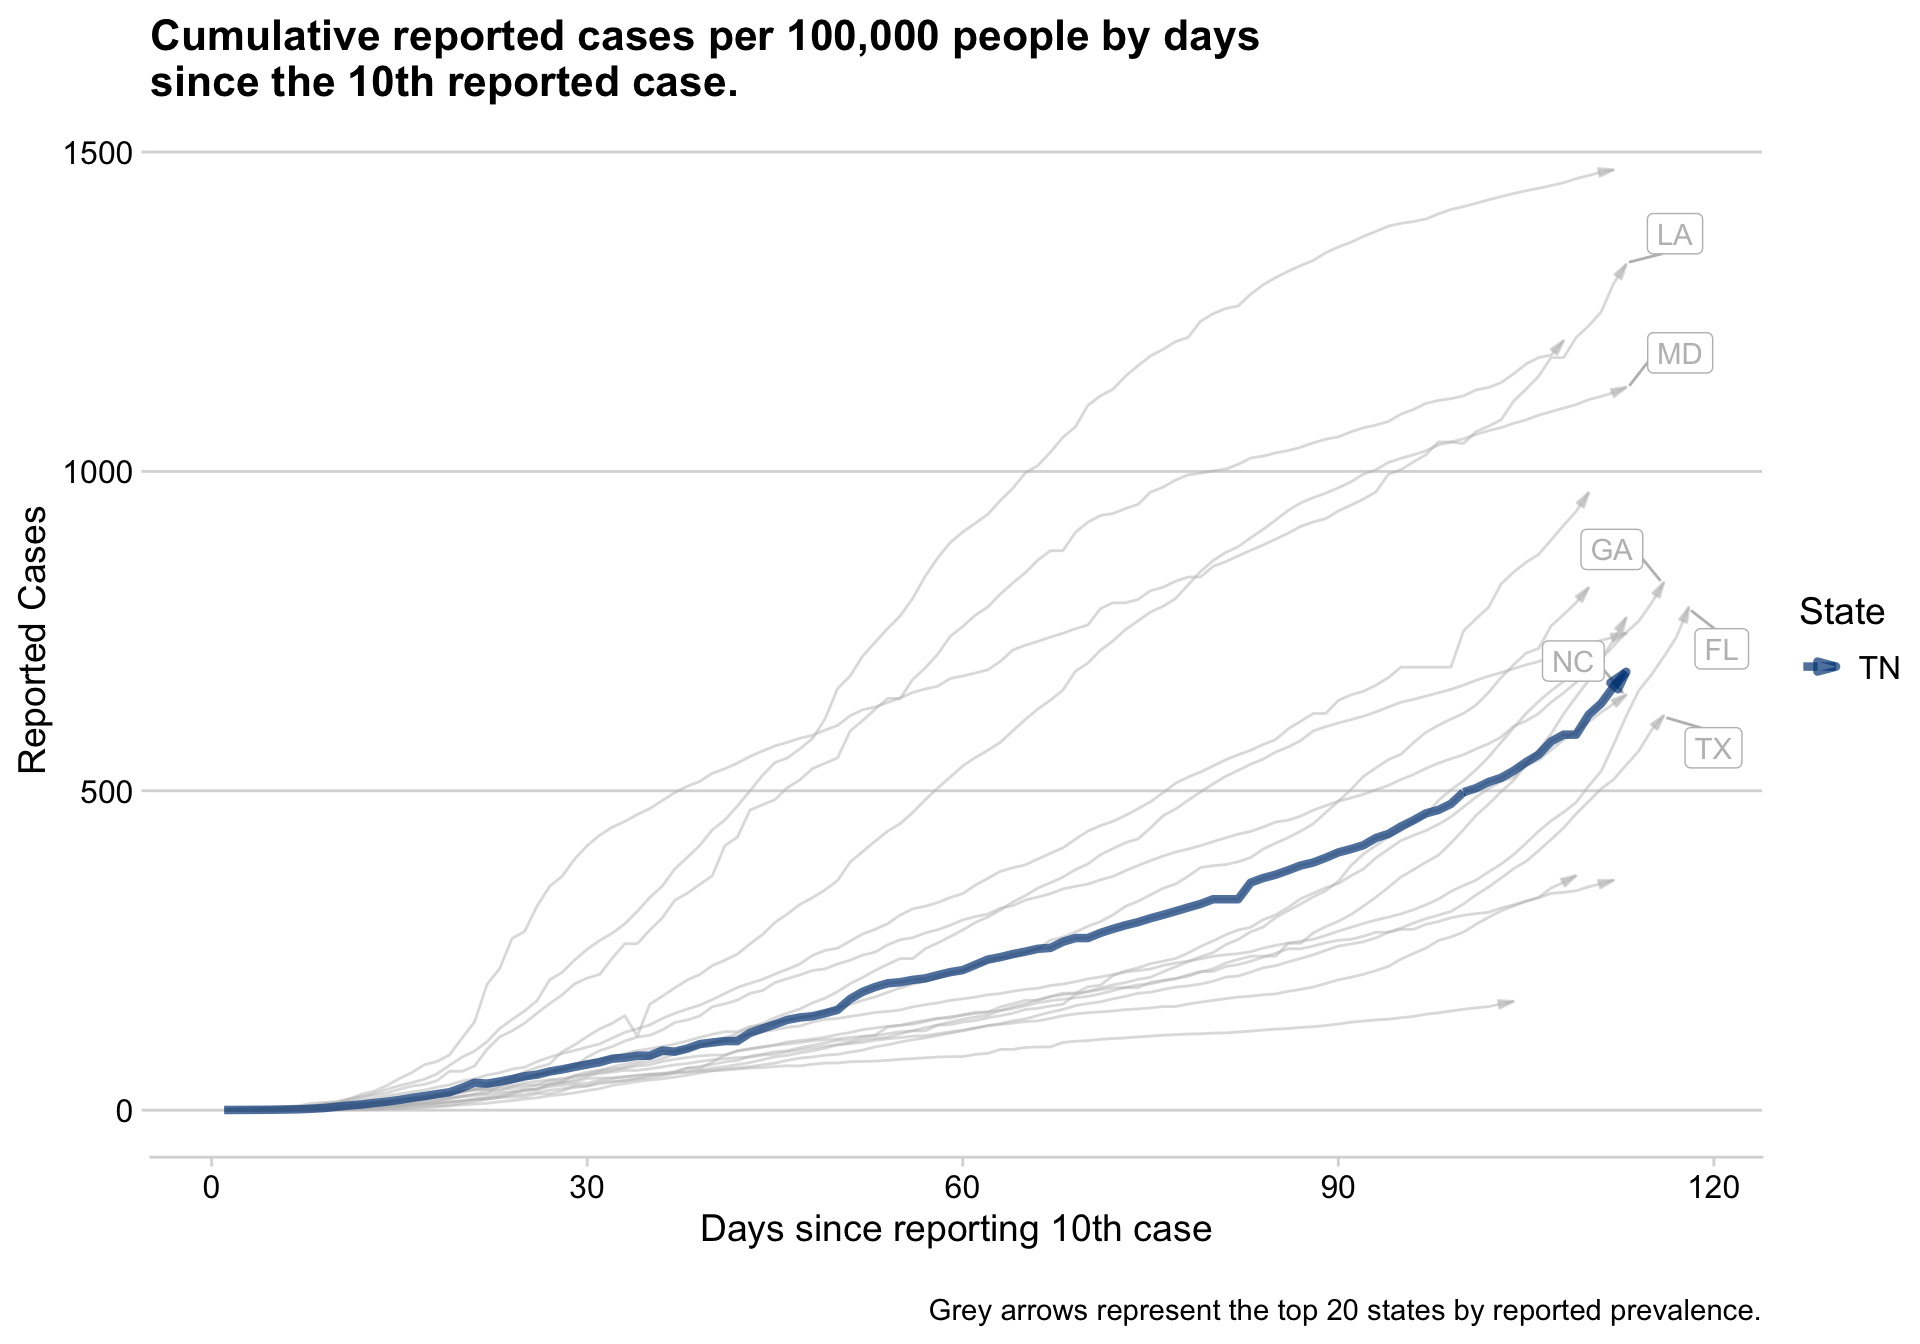 Cumulative reported cases per 100,000 people by days
since the 10th reported case.
1500
LA
MD
1000
GA
Reported Cases
State
FL
NC
TN
TX
500
0
0 30 60 90 120
Days since reporting 10th case
Grey arrows represent the top 20 states by reported prevalence.